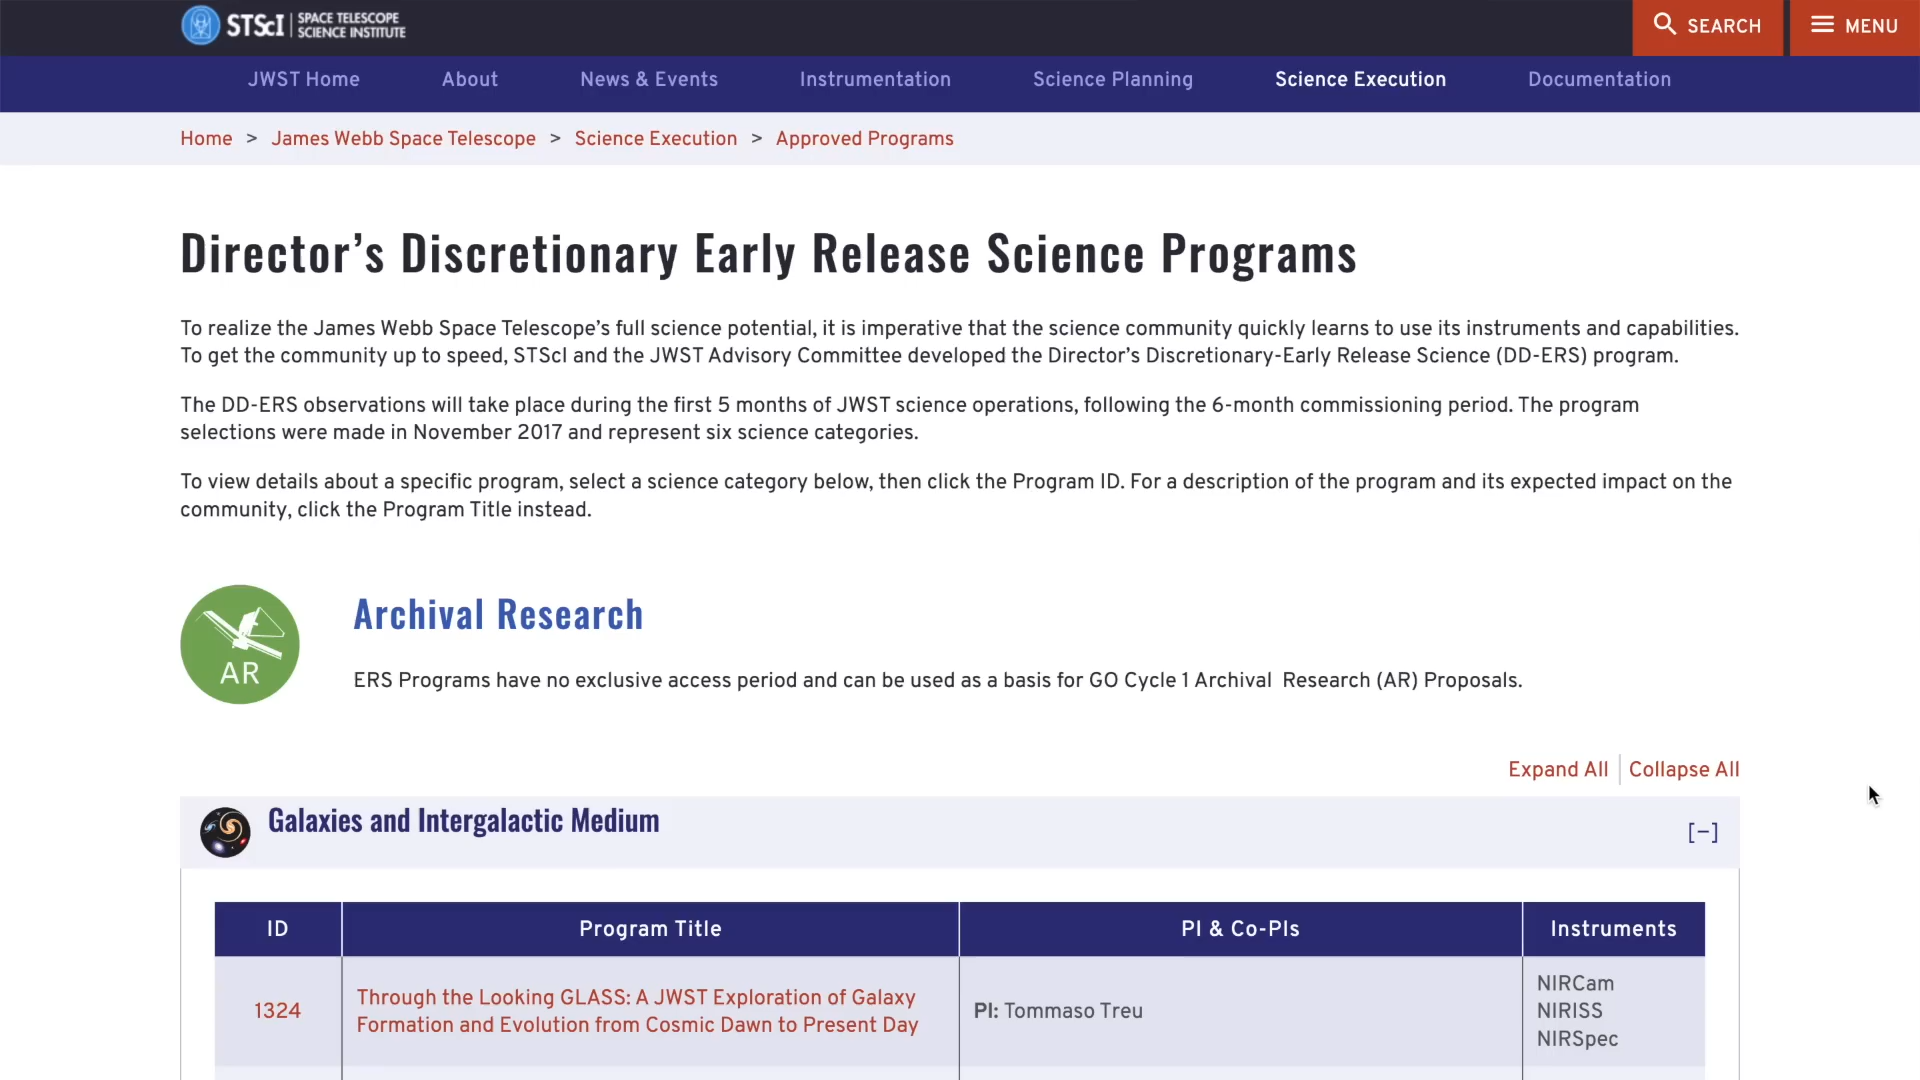 STScI | SPACE TELESCOPE
SCIENCE INSTITUTE
SEARCH
MENU
JWST Home
About
News & Events
Instrumentation
Science Planning
Science Execution
Documentation
Home > James Webb Space Telescope > Science Execution > Approved Programs
Director’s Discretionary Early Release Science Programs
To realize the James Webb Space Telescope’s full science potential, it is imperative that the science community quickly learns to use its instruments and capabilities.
To get the community up to speed, STScI and the JWST Advisory Committee developed the Director’s Discretionary-Early Release Science (DD-ERS) program.
The DD-ERS observations will take place during the first 5 months of JWST science operations, following the 6-month commissioning period. The program
selections were made in November 2017 and represent six science categories.
To view details about a specific program, select a science category below, then click the Program ID. For a description of the program and its expected impact on the
community, click the Program Title instead.
AR
Archival Research
ERS Programs have no exclusive access period and can be used as a basis for GO Cycle 1 Archival Research (AR) Proposals.
Expand All | Collapse All
Galaxies and Intergalactic Medium
[–]
ID
Program Title
PI & Co-PIs
Instruments
1324
Through the Looking GLASS: A JWST Exploration of Galaxy
Formation and Evolution from Cosmic Dawn to Present Day
PI: Tommaso Treu
NIRCam
NIRISS
NIRSpec